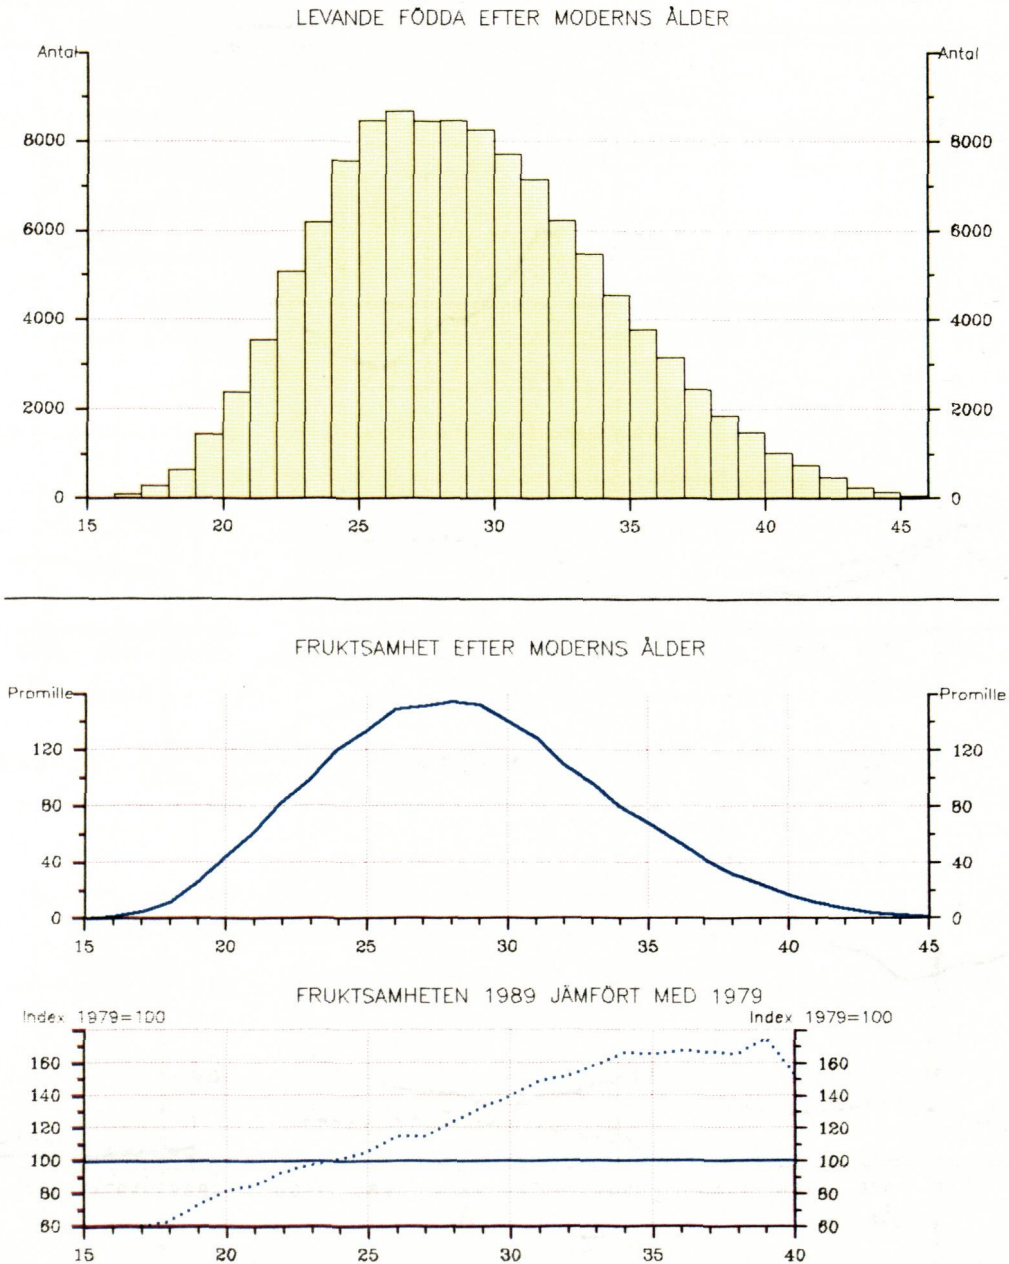 LEVANDE FÖDDA EFTER MODERNS ÅLDER
Antal Antal
8000 8000
6000 6000
4000 4000
2000 2000
0 0
15 20 25 30 35 40 45
FRUKTSAMHET EFTER MODERNS ÅLDER
Promille Promille
120 120
80 80
40 40
0 0
15 20 25 30 35 40 45
FRUKTSAMHETEN 1989 JÄMFÖRT MED 1979
Index 1979=100 Index 1979=100
160 160
140 140
120 120
100 100
80 80
60 60
15 20 25 30 35 40